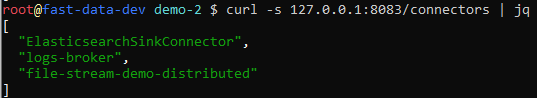 root@fast-data-dev demo-2 $ curl -s 127.0.0.1:8083/connectors | jq
[
  "ElasticsearchSinkConnector",
  "logs-broker",
  "file-stream-demo-distributed"
]